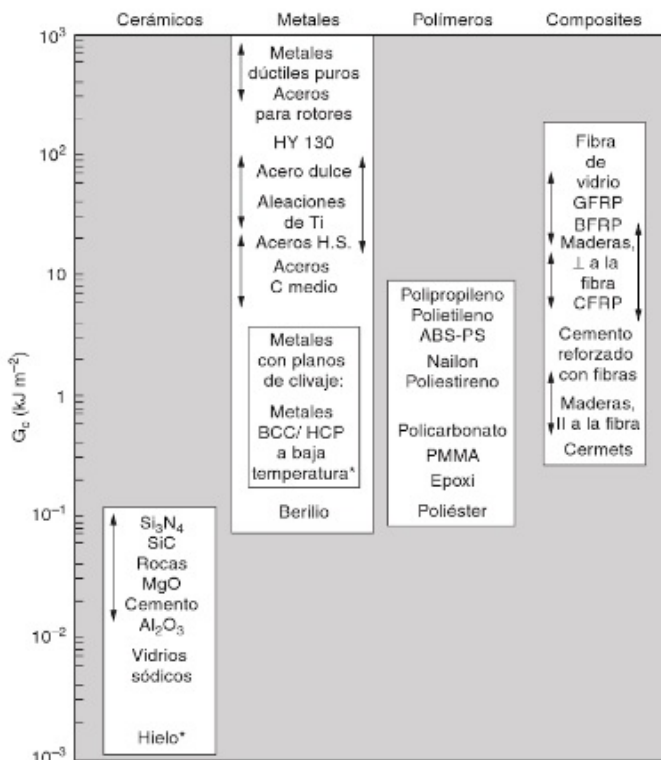 Cerámicos
Metales
Polímeros
Composites
G_c (kJ m⁻²)
10³
10²
10
1
10⁻¹
10⁻²
10⁻³
Si₃N₄
SiC
Rocas
MgO
Cemento
Al₂O₃
Vidrios
sódicos
Hielo*
Metales
dúctiles puros
Aceros
para rotores
HY 130
Acero dulce
Aleaciones
de Ti
Aceros H.S.
Aceros
C medio
Metales
con planos
de clivaje:
Metales
BCC/ HCP
a baja
temperatura*
Berilio
Polipropileno
Polietileno
ABS-PS
Nailon
Poliestireno
Policarbonato
PMMA
Epoxi
Poliéster
Fibra
de
vidrio
GFRP
BFRP
Maderas,
⊥ a la
fibra
CFRP
Cemento
reforzado
con fibras
Maderas,
II a la fibra
Cermets